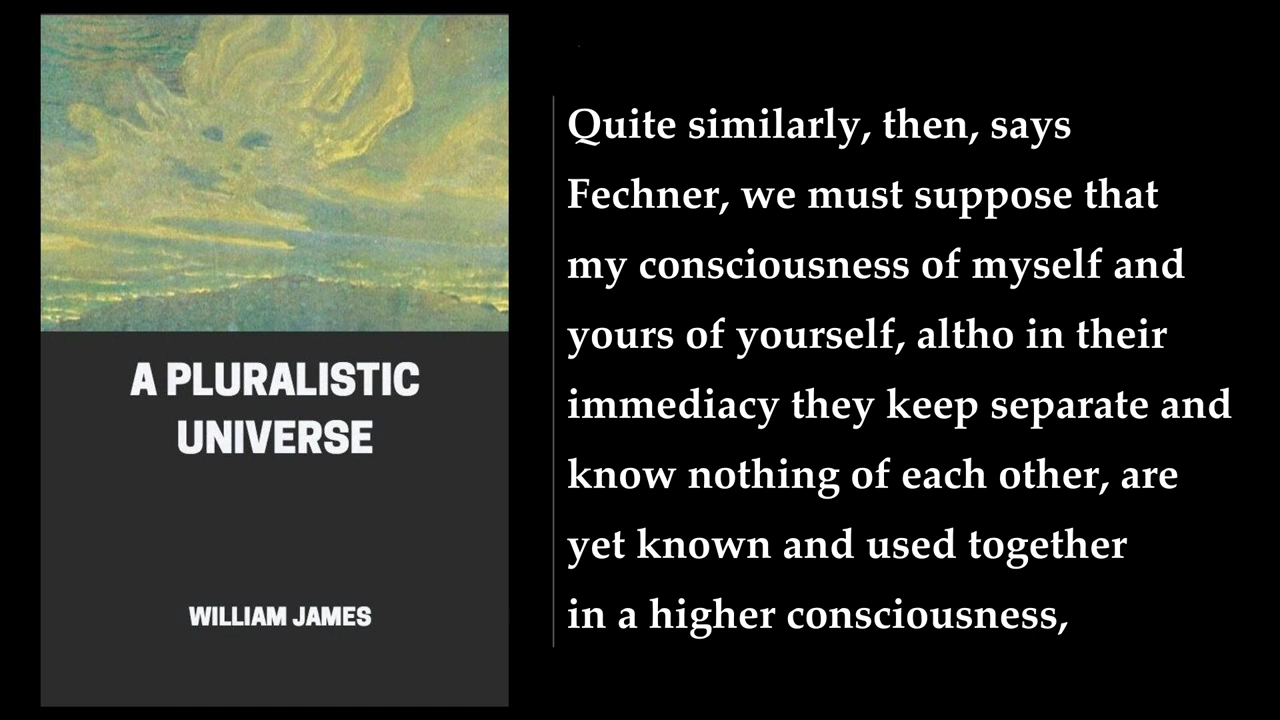 A PLURALISTIC
UNIVERSE
WILLIAM JAMES
Quite similarly, then, says
Fechner, we must suppose that
my consciousness of myself and
yours of yourself, altho in their
immediacy they keep separate and
know nothing of each other, are
yet known and used together
in a higher consciousness,